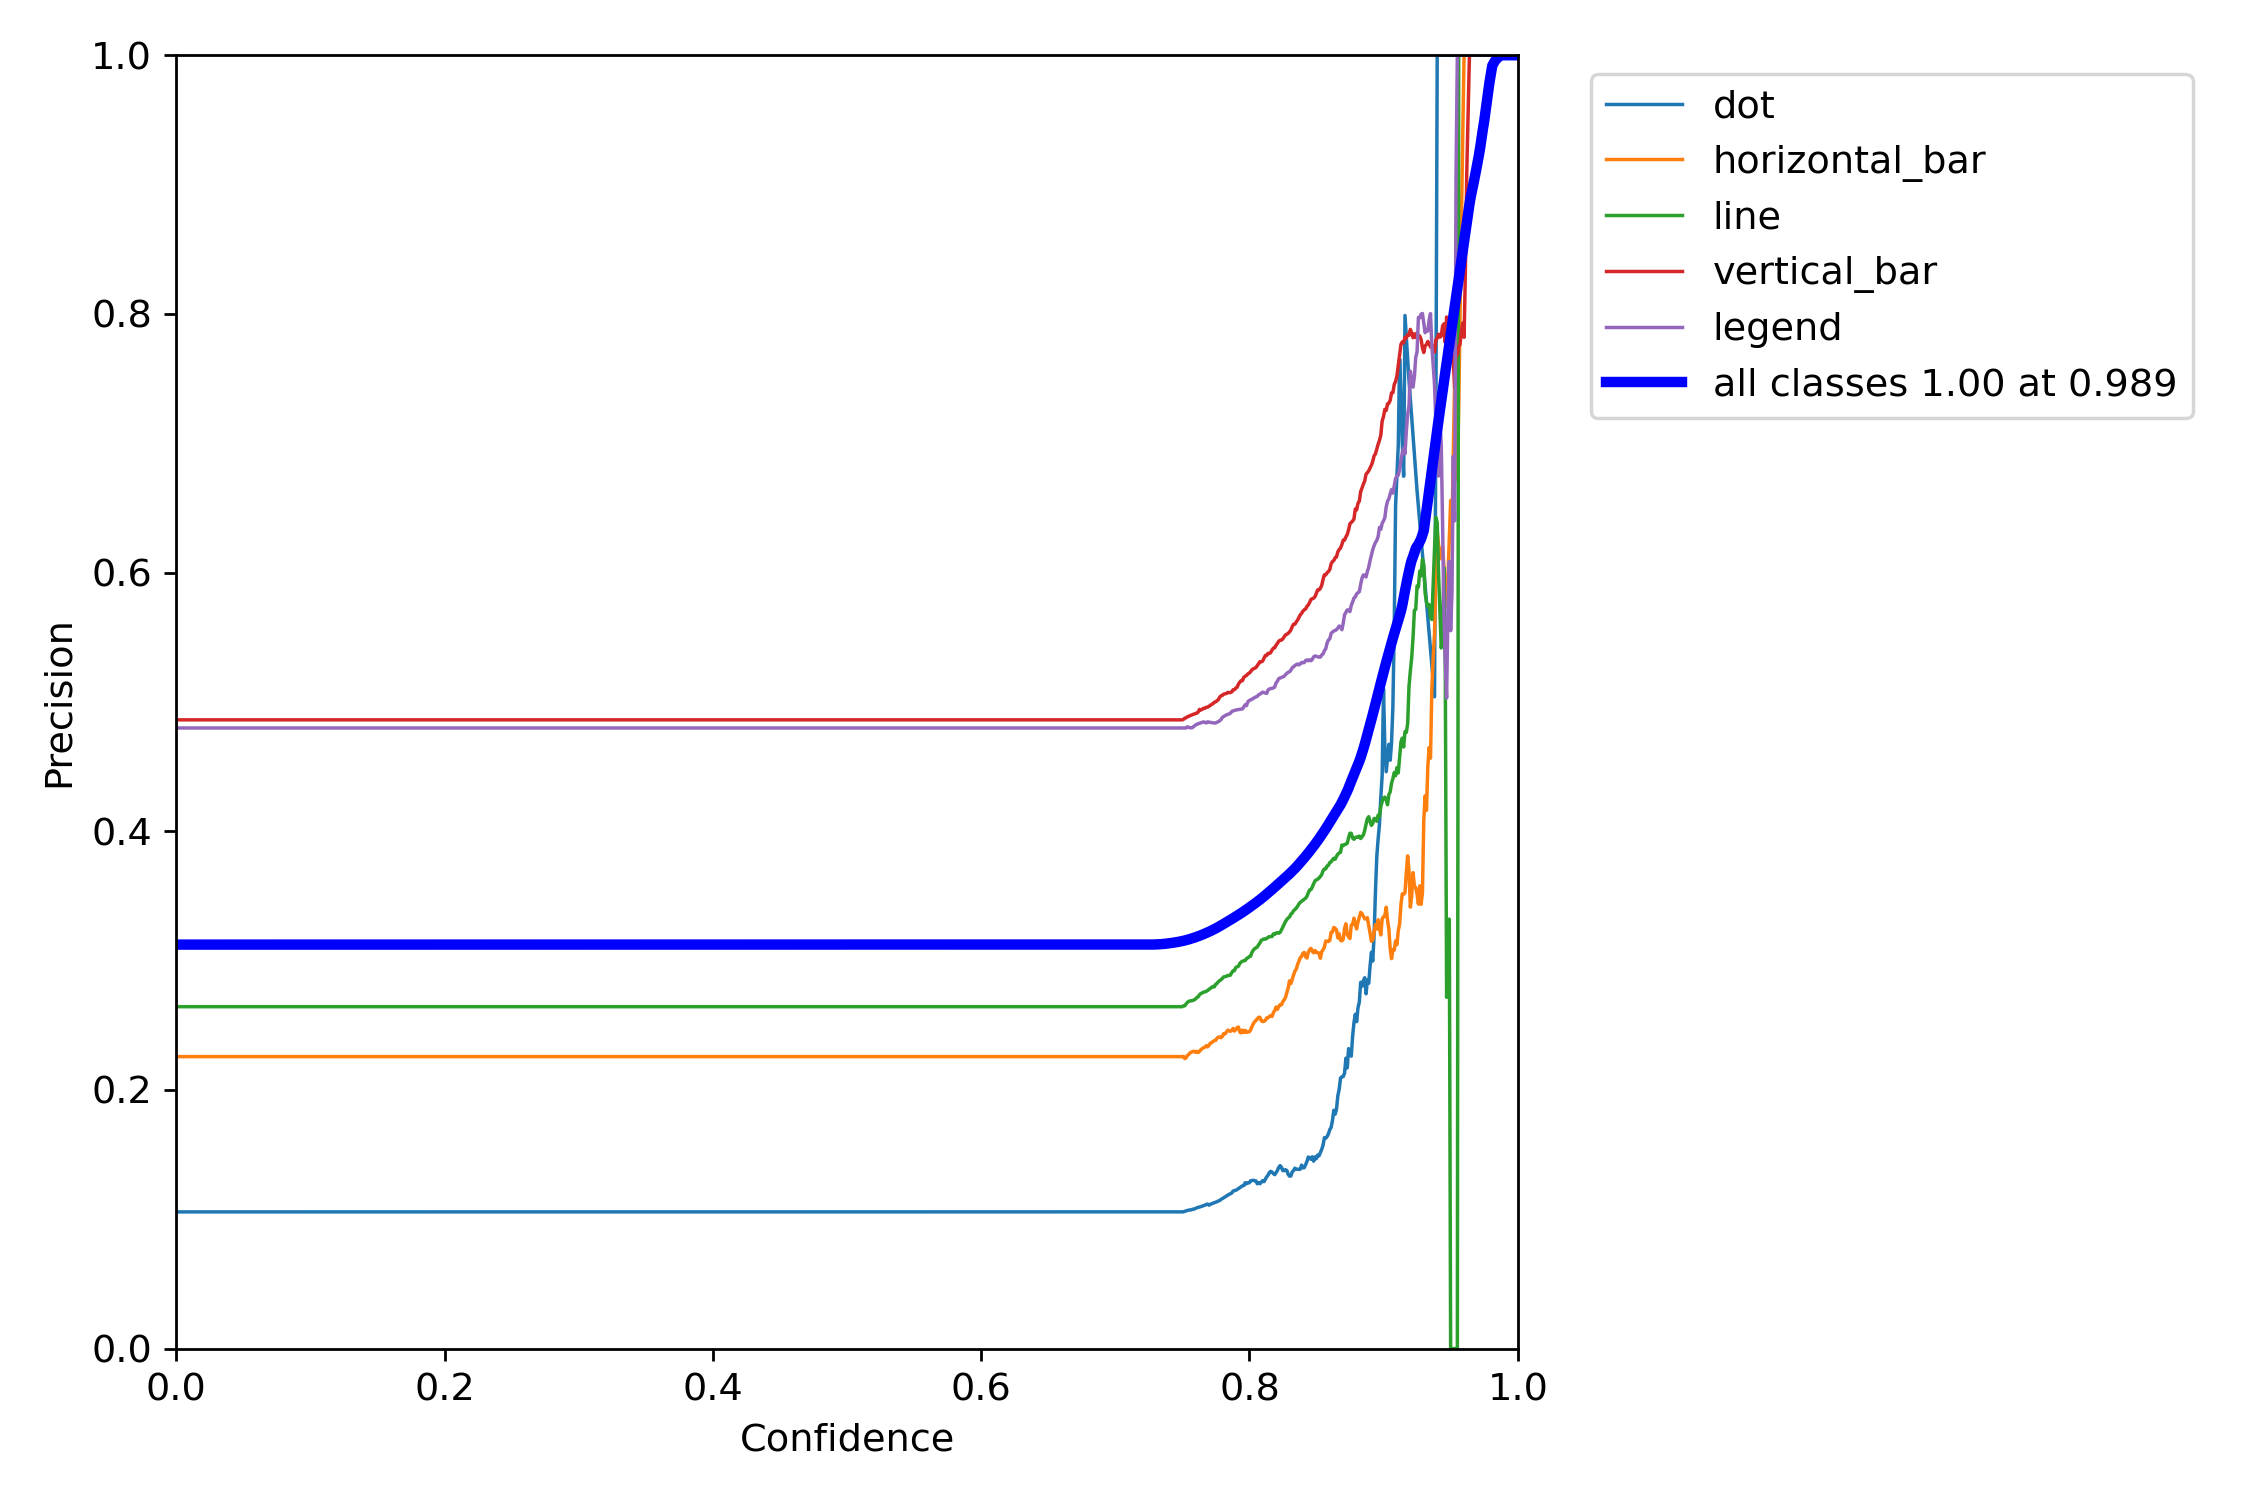 1.0
0.8
0.6
0.4
0.2
0.0
Precision
0.0 0.2 0.4 0.6 0.8 1.0
Confidence
dot
horizontal_bar
line
vertical_bar
legend
all classes 1.00 at 0.989